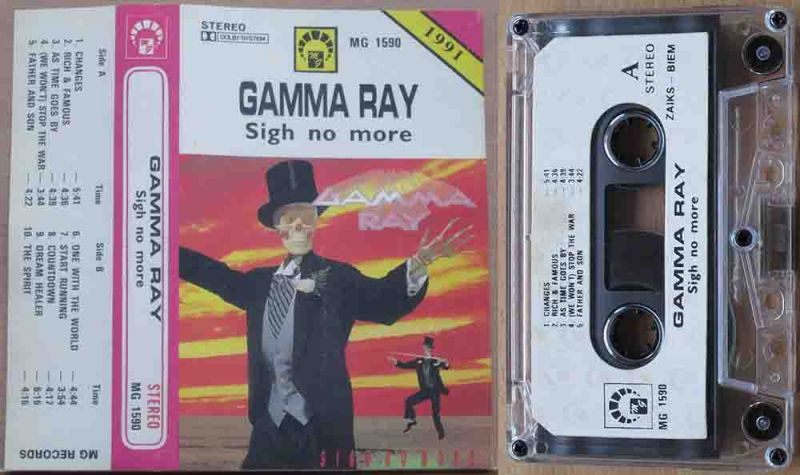 Side A
Time
1. CHANGES — 5:41
2. RICH & FAMOUS — 4:36
3. AS TIME GOES BY — 4:39
4. (WE WON'T) STOP THE WAR — 3:44
5. FATHER AND SON — 4:22
Side B
Time
6. ONE WITH THE WORLD — 4:44
7. START RUNNING — 3:54
8. COUNTDOWN — 4:17
9. DREAM HEALER — 6:16
10. THE SPIRIT — 4:16
MG RECORDS
GAMMA RAY
Sigh no more
STEREO
MG 1590
STEREO
DOLBY SYSTEM
MG
MG 1590
1991
GAMMA RAY
Sigh no more
GAMMA
RAY
SIGH NO MORE
A
STEREO
ZAIKS — BIEM
1. CHANGES — 5:41
2. RICH & FAMOUS — 4:36
3. AS TIME GOES BY — 4:39
4. (WE WON'T) STOP THE WAR — 3:44
5. FATHER AND SON — 4:22
GAMMA RAY
Sigh no more
MG
MG 1590